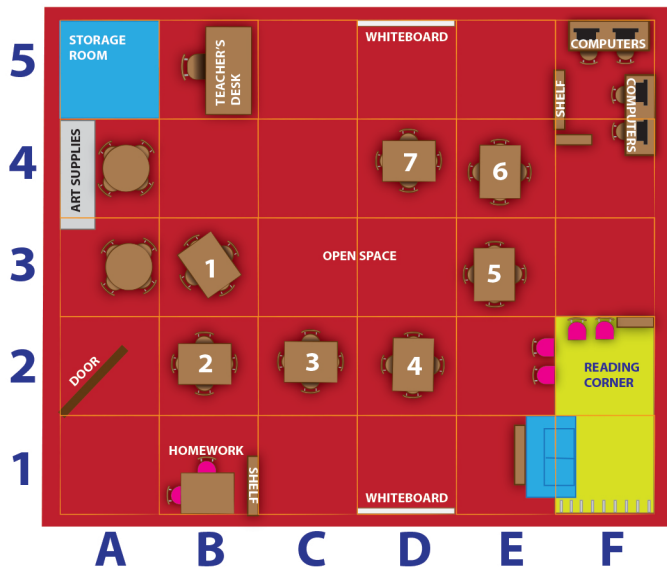 5
STORAGE
ROOM
TEACHER'S
DESK
WHITEBOARD
COMPUTERS
SHELF
COMPUTERS
4
ART SUPPLIES
7
6
3
1
OPEN SPACE
5
2
DOOR
2
3
4
READING
CORNER
1
HOMEWORK
SHELF
WHITEBOARD
A
B
C
D
E
F